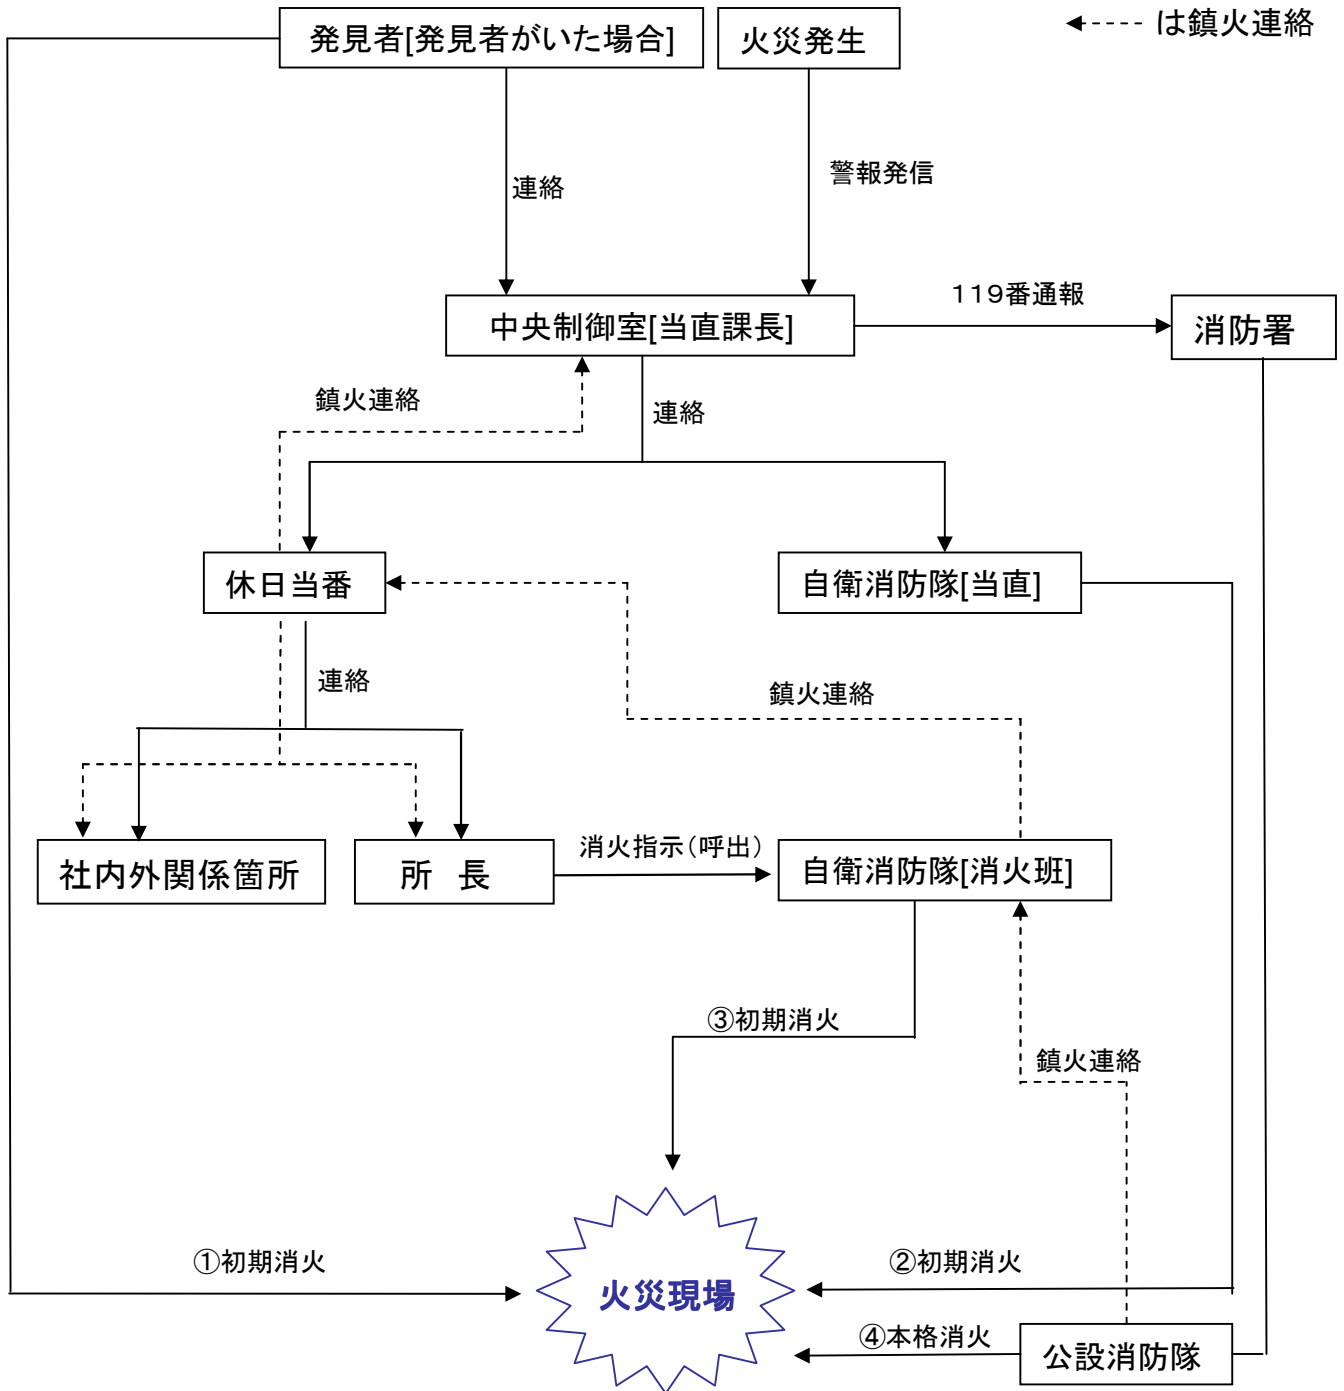 発見者[発見者がいた場合]
火災発生
は鎮火連絡
連絡
警報発信
119番通報
中央制御室[当直課長]
消防署
鎮火連絡
連絡
休日当番
自衛消防隊[当直]
連絡
鎮火連絡
社内外関係箇所
所 長
消火指示(呼出)
自衛消防隊[消火班]
③初期消火
鎮火連絡
①初期消火
②初期消火
火災現場
④本格消火
公設消防隊